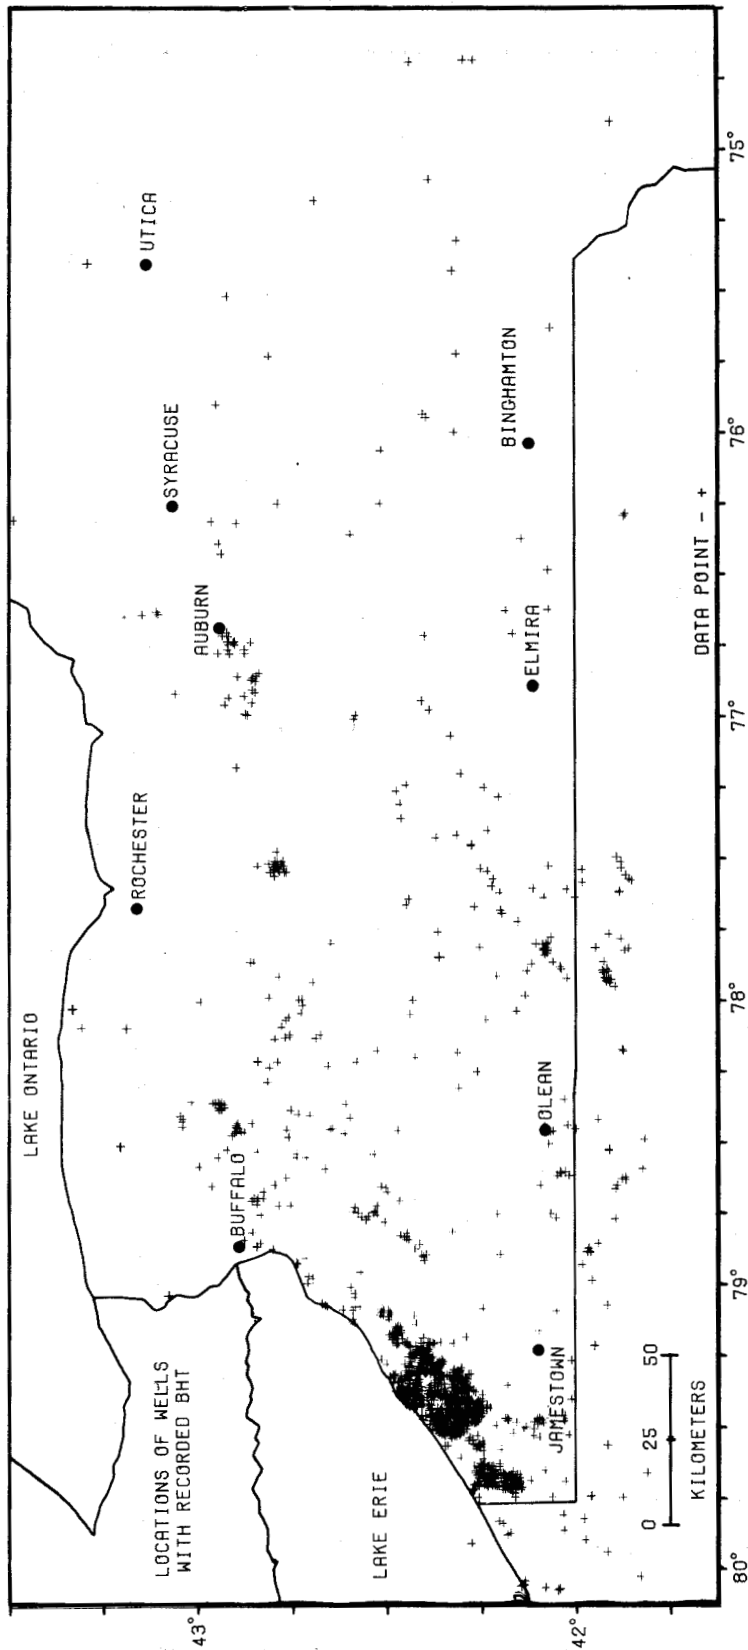 LAKE ONTARIO
LOCATIONS OF WELLS
WITH RECORDED BHT
LAKE ERIE
BUFFALO
ROCHESTER
AUBURN
SYRACUSE
UTICA
JAMESTOWN
OLEAN
ELMIRA
BINGHAMTON
DATA POINT - +
0 25 50
KILOMETERS
43°
42°
80° 79° 78° 77° 76° 75°